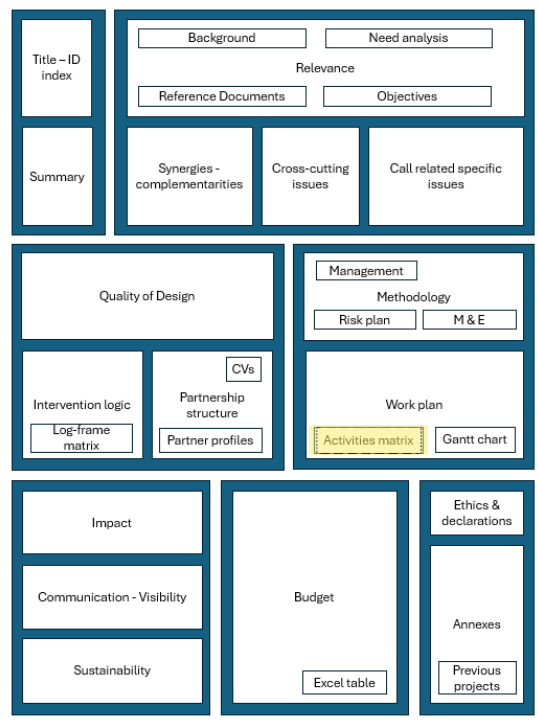 Title – ID
index
Summary
Background
Need analysis
Relevance
Reference Documents
Objectives
Synergies -
complementarities
Cross-cutting
issues
Call related specific
issues
Quality of Design
Intervention logic
Log-frame
matrix
CVs
Partnership
structure
Partner profiles
Management
Methodology
Risk plan
M & E
Work plan
Activities matrix
Gantt chart
Impact
Communication - Visibility
Sustainability
Budget
Excel table
Ethics &
declarations
Annexes
Previous
projects